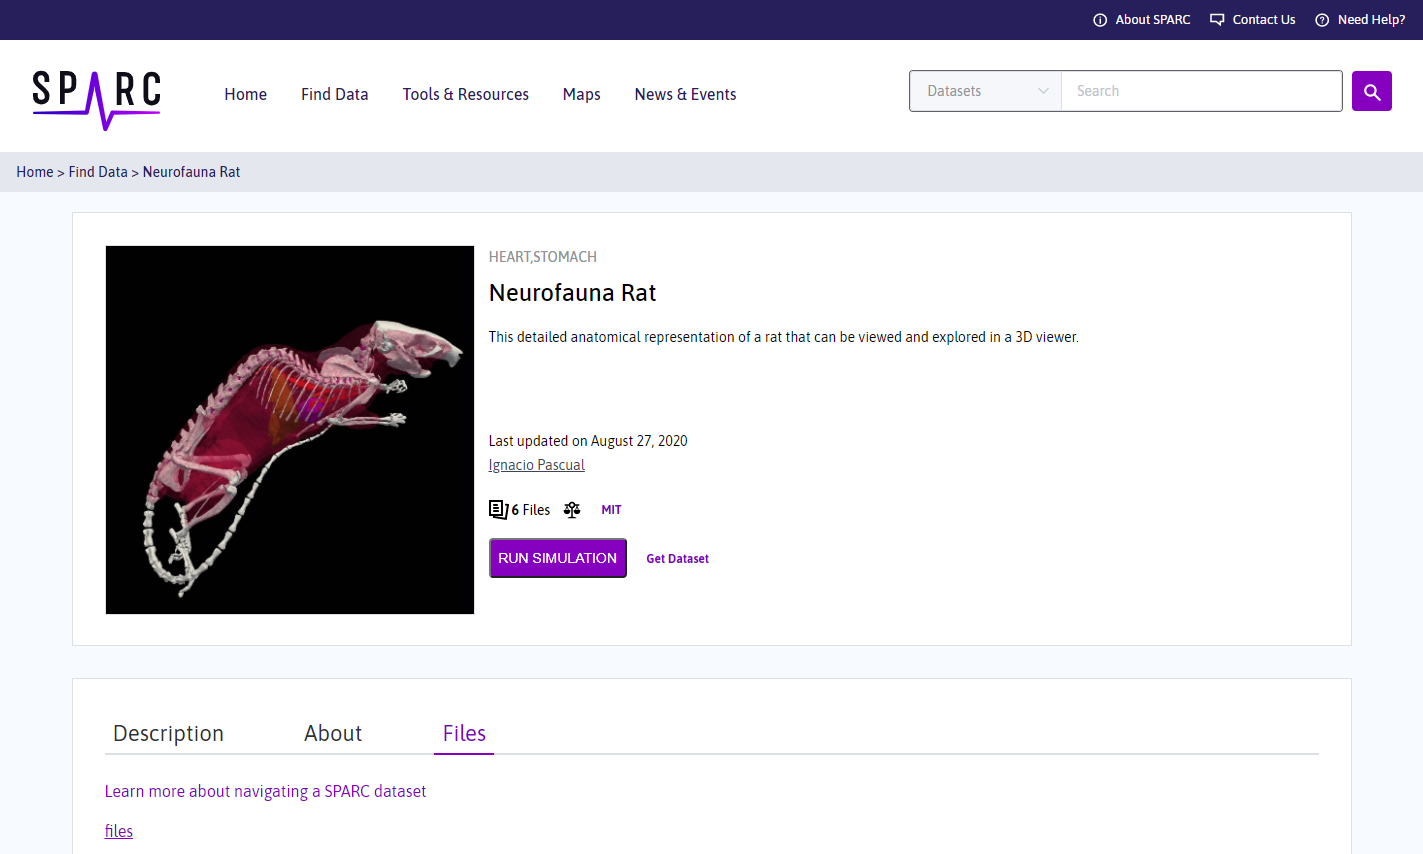 About SPARC Contact Us Need Help?
SPARC
Home Find Data Tools & Resources Maps News & Events
Datasets Search
Home > Find Data > Neurofauna Rat
HEART,STOMACH
Neurofauna Rat
This detailed anatomical representation of a rat that can be viewed and explored in a 3D viewer.
Last updated on August 27, 2020
Ignacio Pascual
6 Files MIT
RUN SIMULATION Get Dataset
Description About Files
Learn more about navigating a SPARC dataset
files